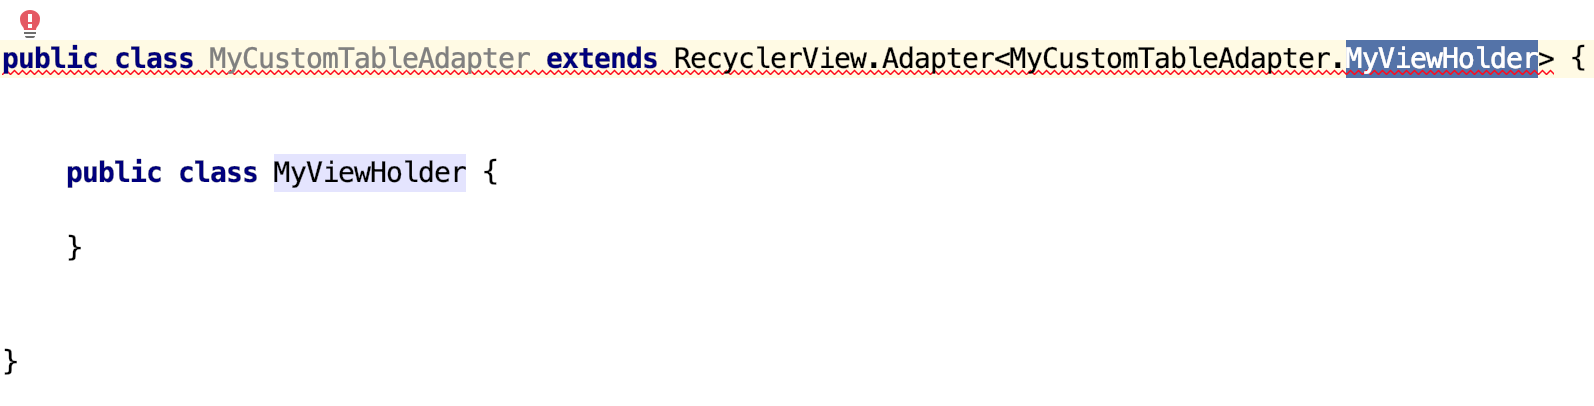 public class MyCustomTableAdapter extends RecyclerView.Adapter<MyCustomTableAdapter.MyViewHolder> {
public class MyViewHolder {
}
}